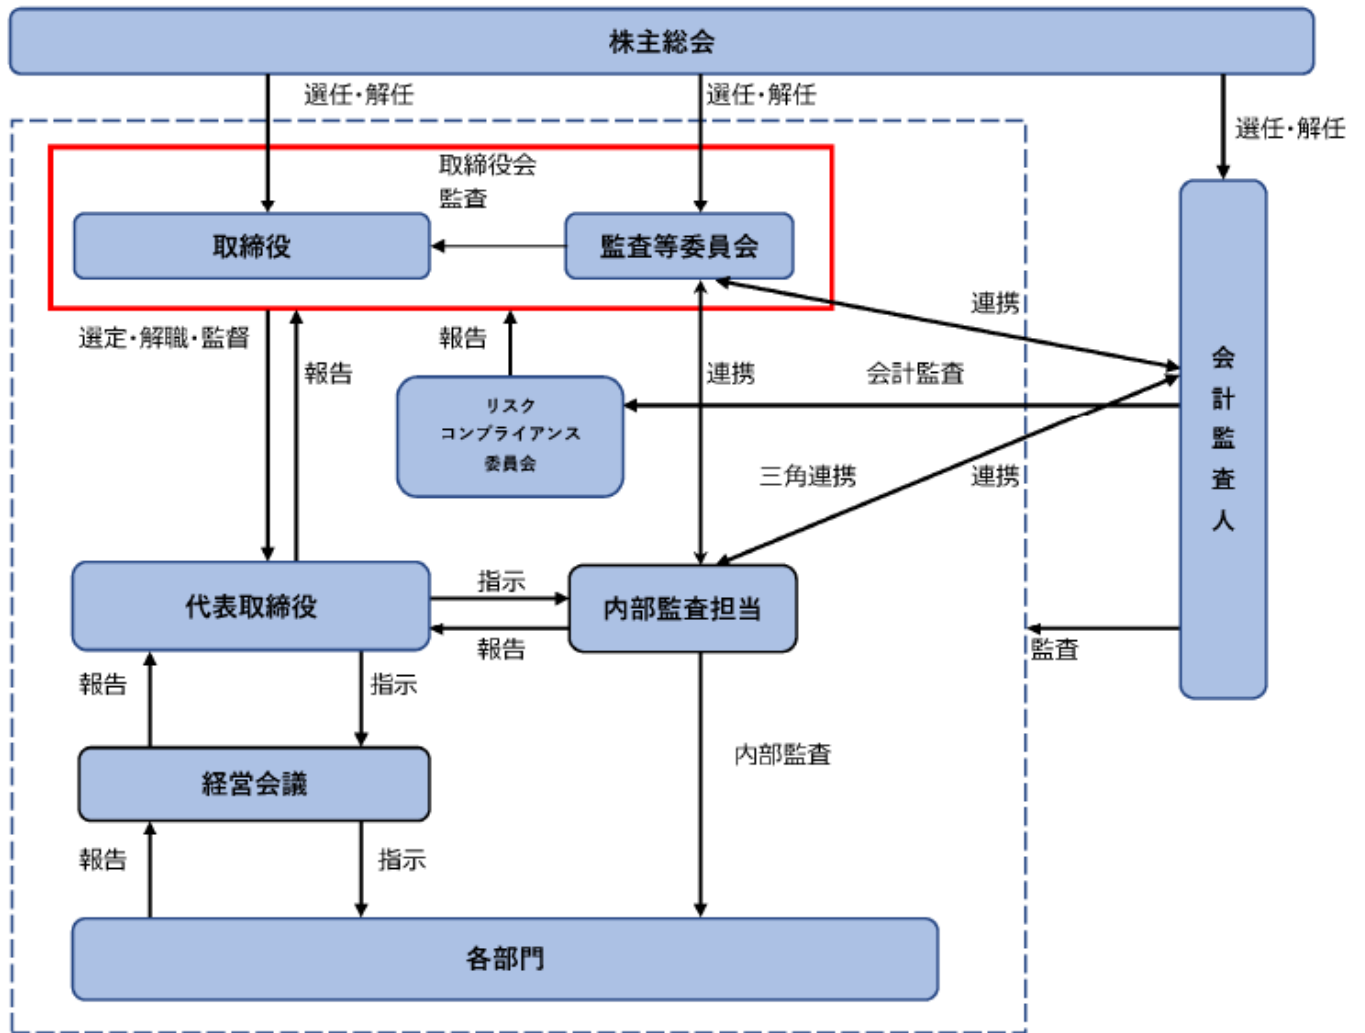 株主総会
選任・解任
選任・解任
選任・解任
取締役会
監査
取締役
監査等委員会
選定・解職・監督
報告
報告
連携
連携
会計監査
リスク
コンプライアンス
委員会
三角連携
連携
会計監査人
代表取締役
指示
報告
内部監査担当
監査
報告
指示
経営会議
内部監査
報告
指示
各部門